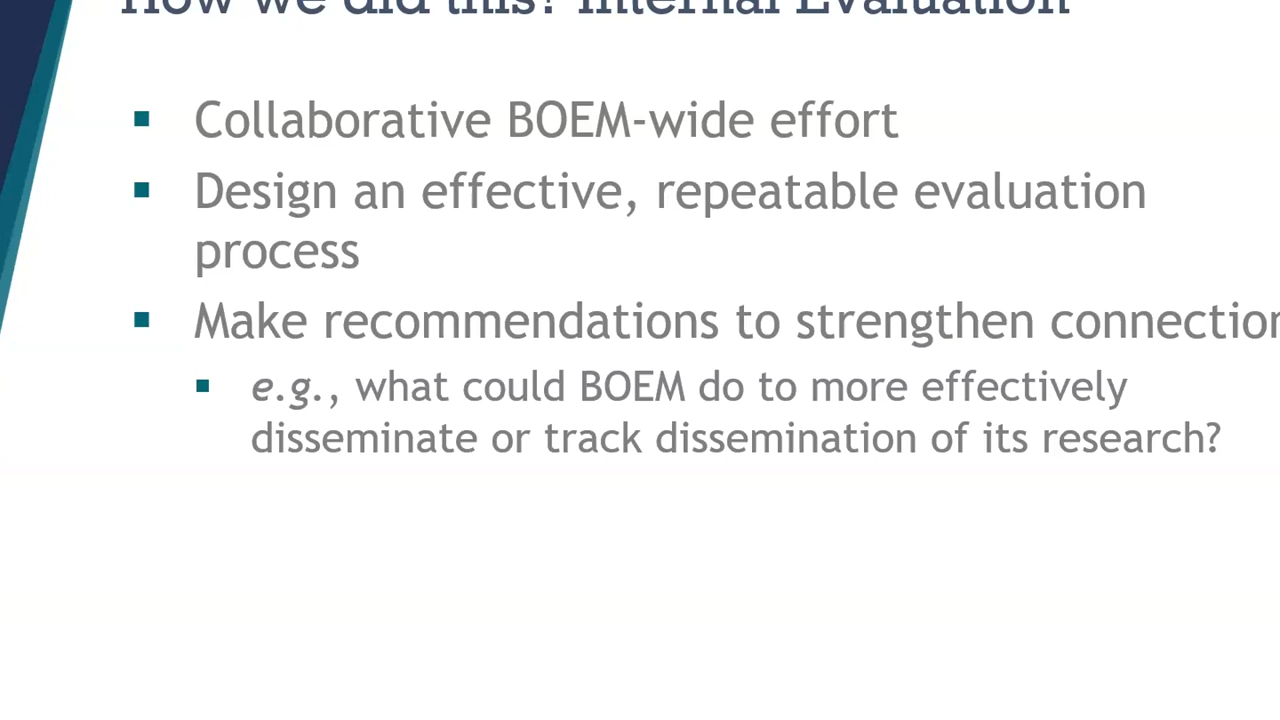 How we did this? Internal Evaluation
▪ Collaborative BOEM-wide effort
▪ Design an effective, repeatable evaluation
process
▪ Make recommendations to strengthen
▪ e.g., what could BOEM do to more effectively
disseminate or track dissemination of its research?